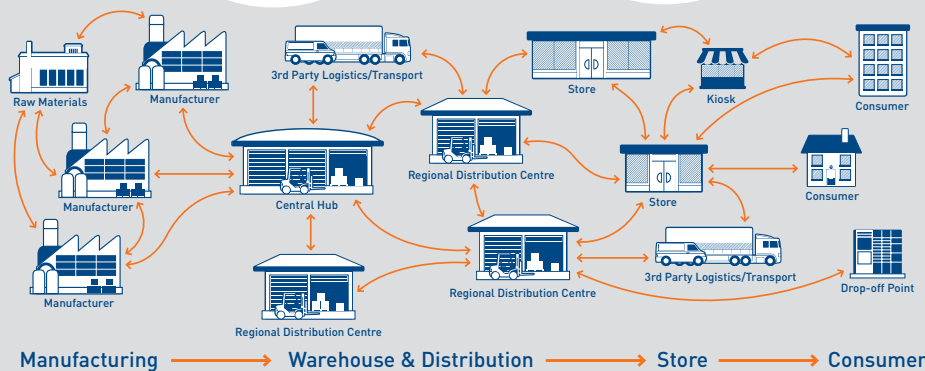 3rd Party Logistics/Transport
Store
Kiosk
Consumer
Raw Materials
Manufacturer
Regional Distribution Centre
Manufacturer
Central Hub
Store
Consumer
Manufacturer
Regional Distribution Centre
3rd Party Logistics/Transport
Drop-off Point
Regional Distribution Centre
Manufacturing
Warehouse & Distribution
Store
Consumer